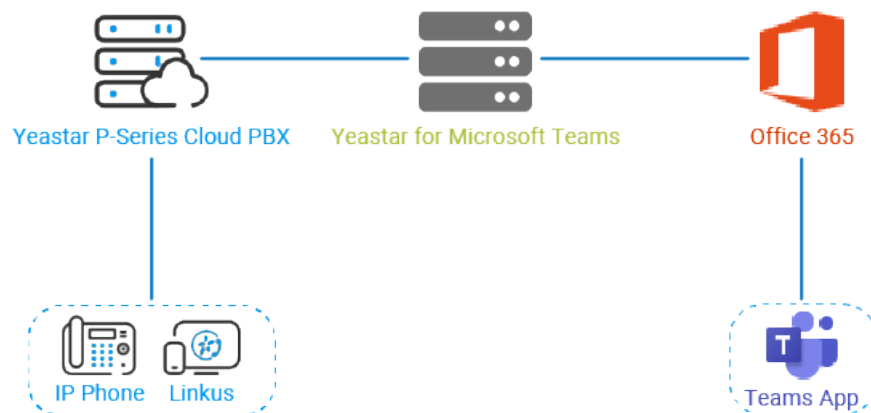 Yeastar P-Series Cloud PBX
Yeastar for Microsoft Teams
Office 365
IP Phone
Linkus
T
Teams App